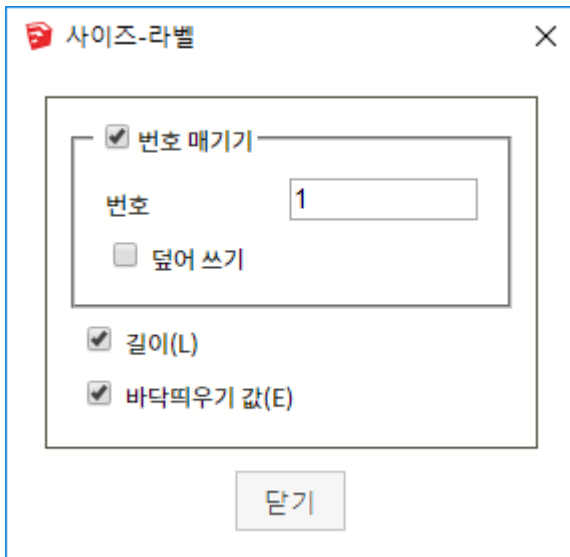 사이즈-라벨
번호 매기기
번호 1
덮어 쓰기
길이(L)
바닥띄우기 값(E)
닫기